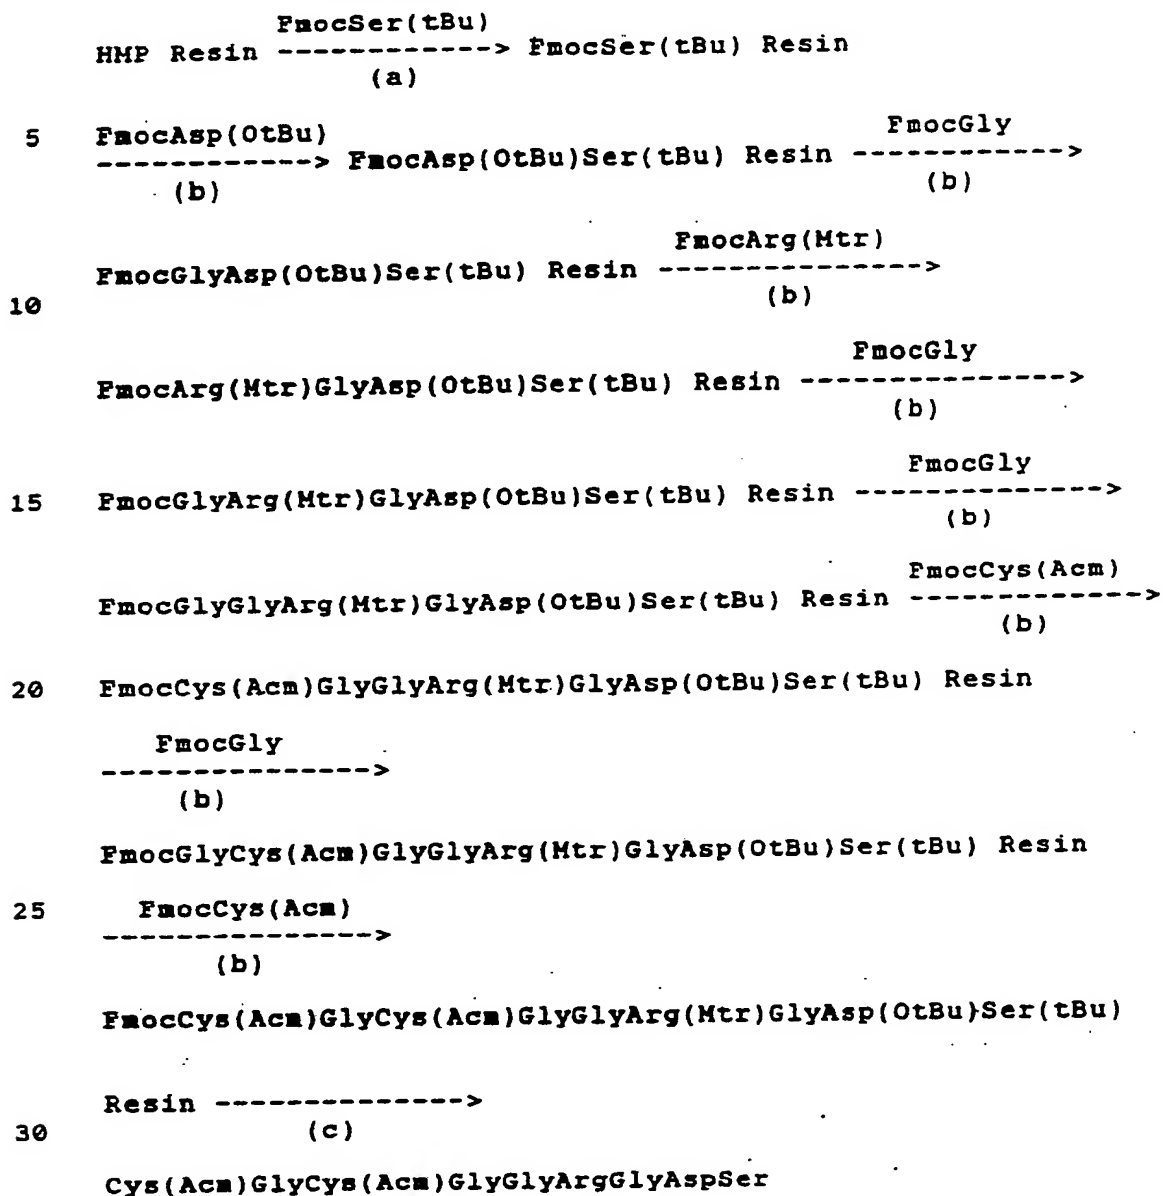 FmocSer(tBu)
HMP Resin ------------> FmocSer(tBu) Resin
(a)
5 FmocAsp(OtBu) FmocGly
------------> FmocAsp(OtBu)Ser(tBu) Resin ------------>
(b) (b)
FmocArg(Mtr)
FmocGlyAsp(OtBu)Ser(tBu) Resin --------------->
10 (b)
FmocGly
FmocArg(Mtr)GlyAsp(OtBu)Ser(tBu) Resin --------------->
(b)
FmocGly
15 FmocGlyArg(Mtr)GlyAsp(OtBu)Ser(tBu) Resin -------------->
(b)
FmocCys(Acm)
FmocGlyGlyArg(Mtr)GlyAsp(OtBu)Ser(tBu) Resin ------------->
(b)
20 FmocCys(Acm)GlyGlyArg(Mtr)GlyAsp(OtBu)Ser(tBu) Resin
FmocGly
--------------->
(b)
FmocGlyCys(Acm)GlyGlyArg(Mtr)GlyAsp(OtBu)Ser(tBu) Resin
25 FmocCys(Acm)
--------------->
(b)
FmocCys(Acm)GlyCys(Acm)GlyGlyArg(Mtr)GlyAsp(OtBu)Ser(tBu)
Resin -------------->
30 (c)
Cys(Acm)GlyCys(Acm)GlyGlyArgGlyAspSer